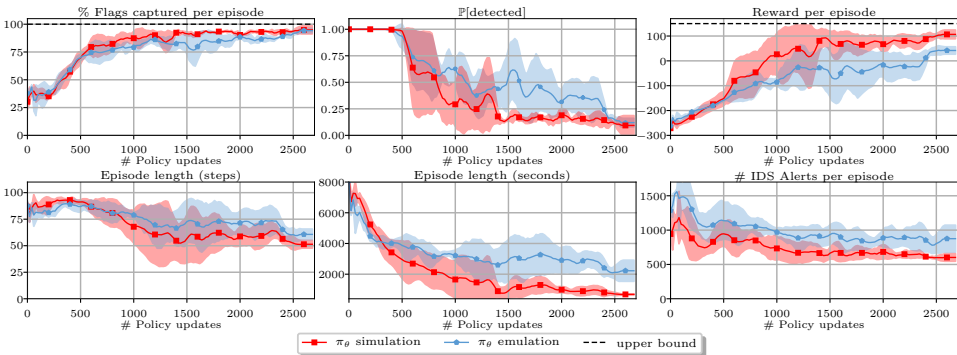 % Flags captured per episode
100
75
50
25
0
0 500 1000 1500 2000 2500
# Policy updates
ℙ[detected]
1.00
0.75
0.50
0.25
0.00
0 500 1000 1500 2000 2500
# Policy updates
Reward per episode
100
0
−100
−200
−300
0 500 1000 1500 2000 2500
# Policy updates
Episode length (steps)
100
75
50
25
0
0 500 1000 1500 2000 2500
# Policy updates
Episode length (seconds)
8000
6000
4000
2000
0 500 1000 1500 2000 2500
# Policy updates
# IDS Alerts per episode
1500
1000
500
0
0 500 1000 1500 2000 2500
# Policy updates
π_θ simulation π_θ emulation upper bound